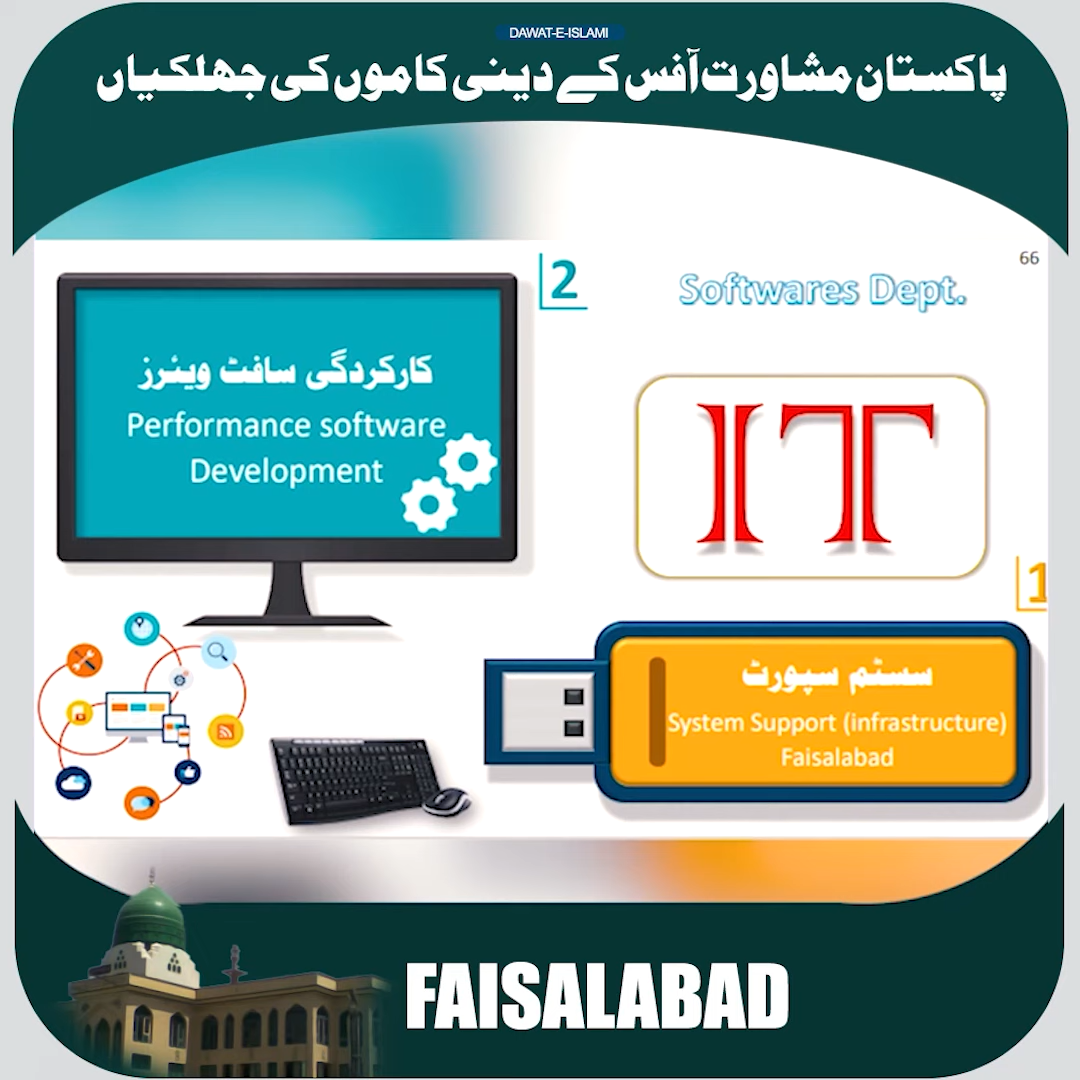 DAWAT-E-ISLAMI
پاکستان مشاورت آفس کے دینی کاموں کی جھلکیاں
66
Softwares Dept.
2
کارکردگی سافٹ ویئرز
Performance software
Development
IT
1
سسٹم سپورٹ
System Support (infrastructure)
Faisalabad
FAISALABAD